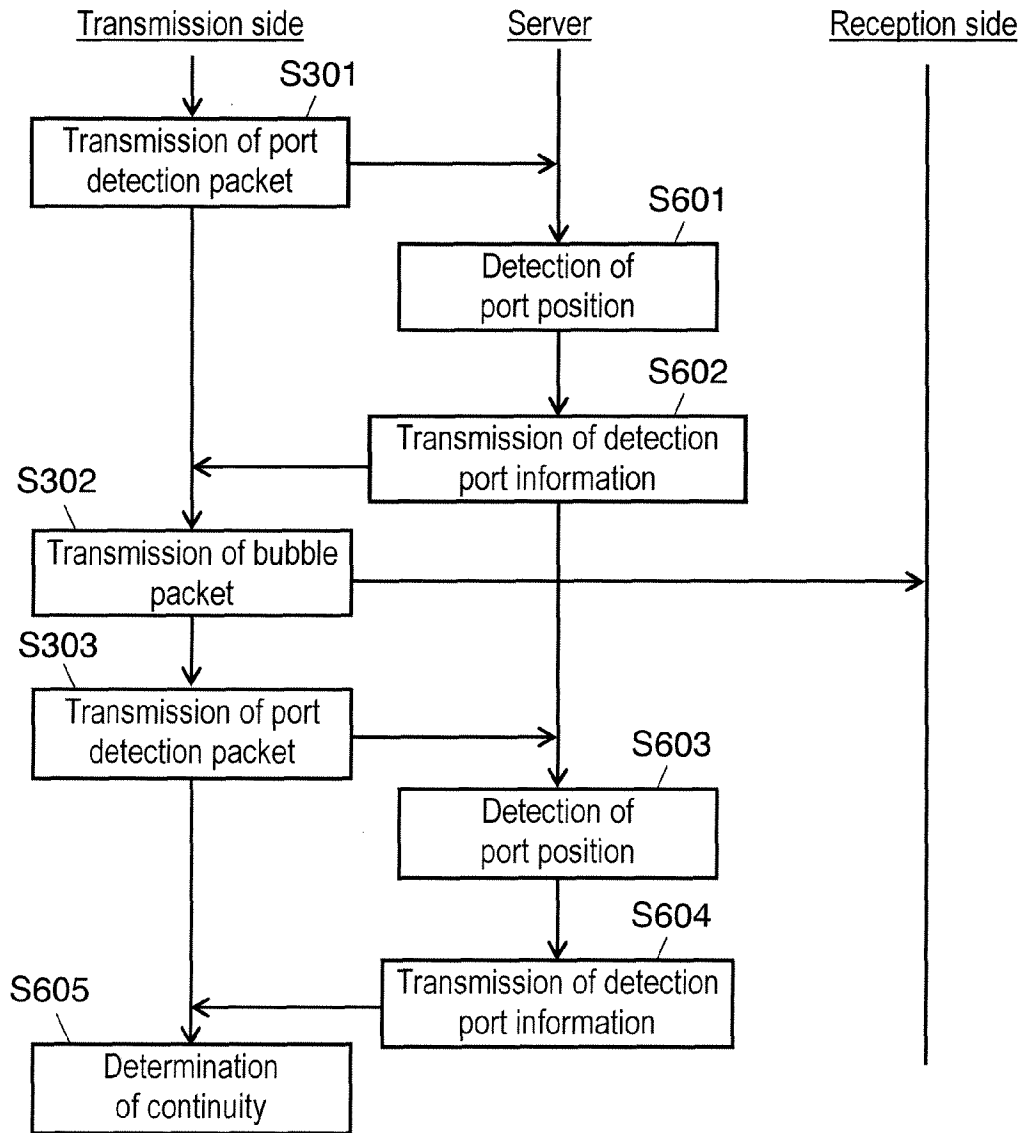 Transmission side
Server
Reception side
S301
Transmission of port
detection packet
S601
Detection of
port position
S602
Transmission of detection
port information
S302
Transmission of bubble
packet
S303
Transmission of port
detection packet
S603
Detection of
port position
S604
Transmission of detection
port information
S605
Determination
of continuity